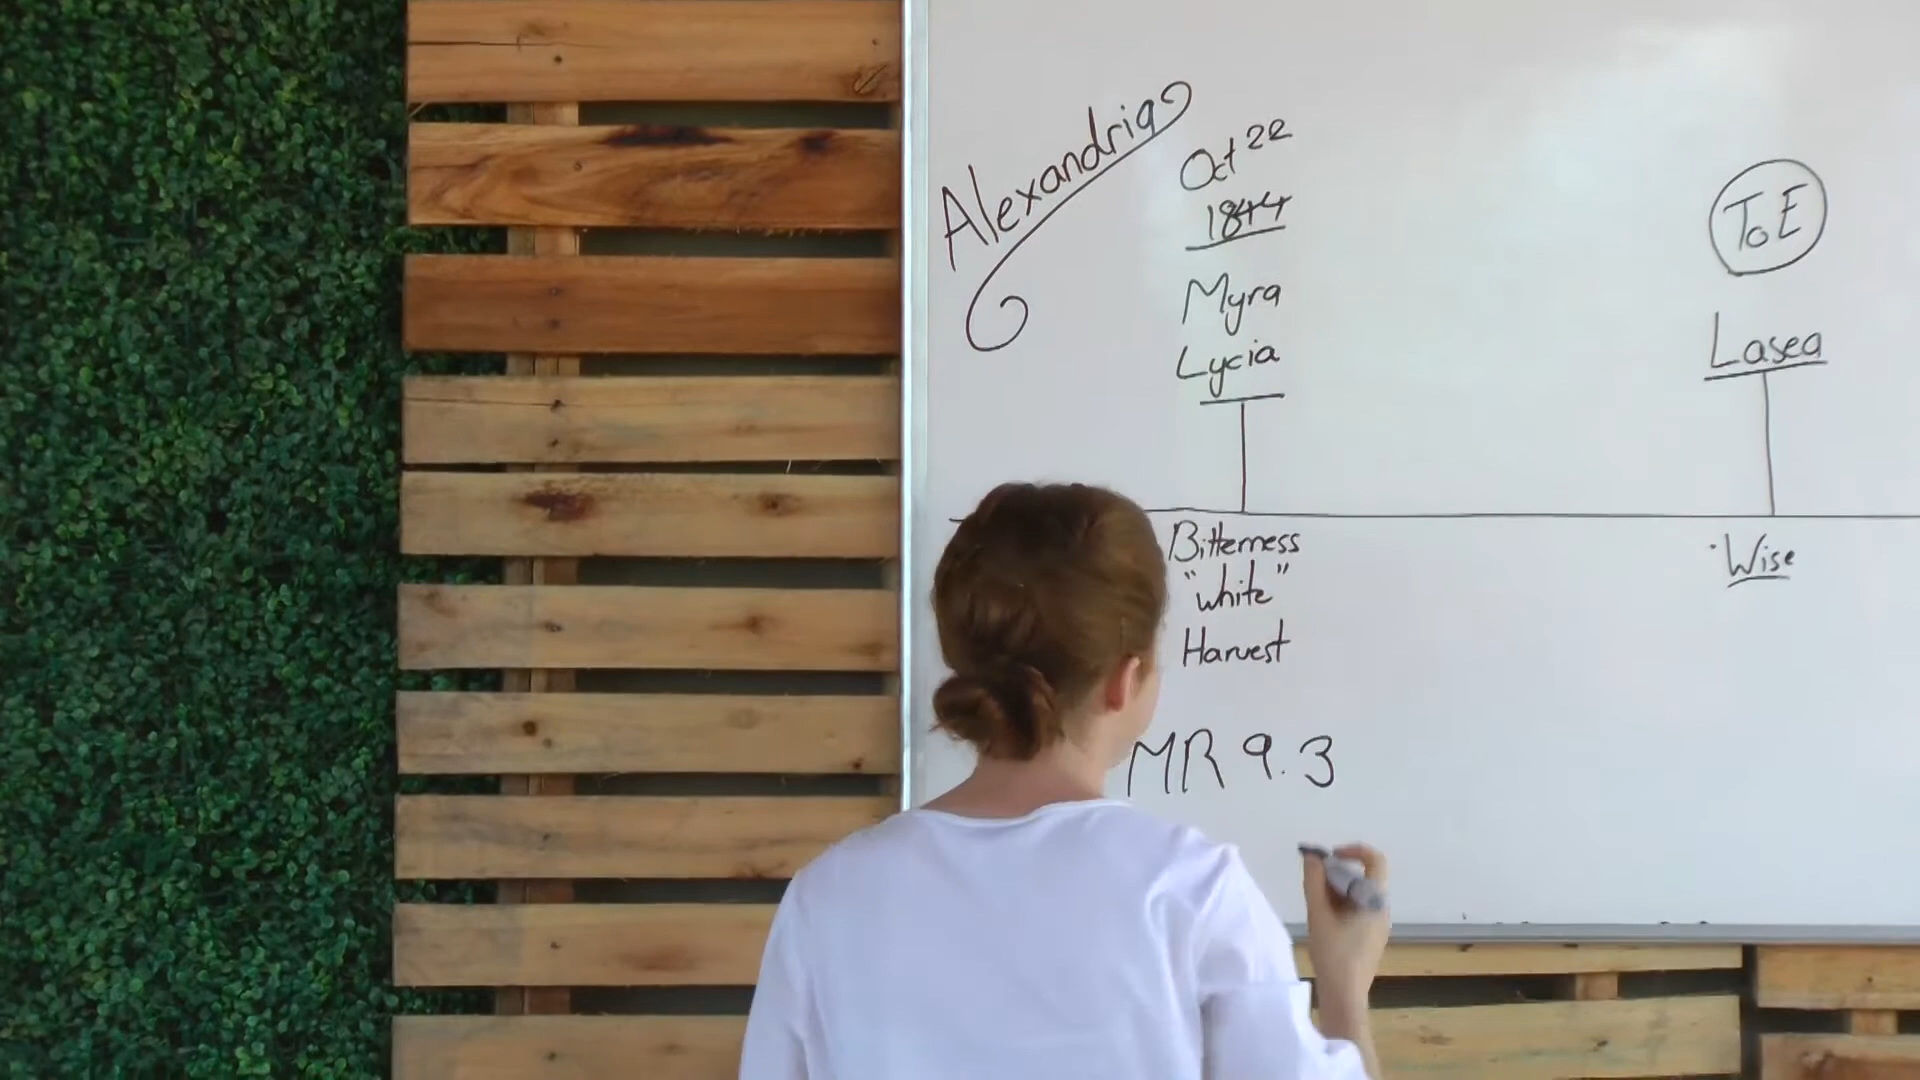 Alexandria
Oct 22
1844
Myra
Lycia
ToE
Lasea
Bitterness
"white"
Harvest
·Wise
MR 9.3